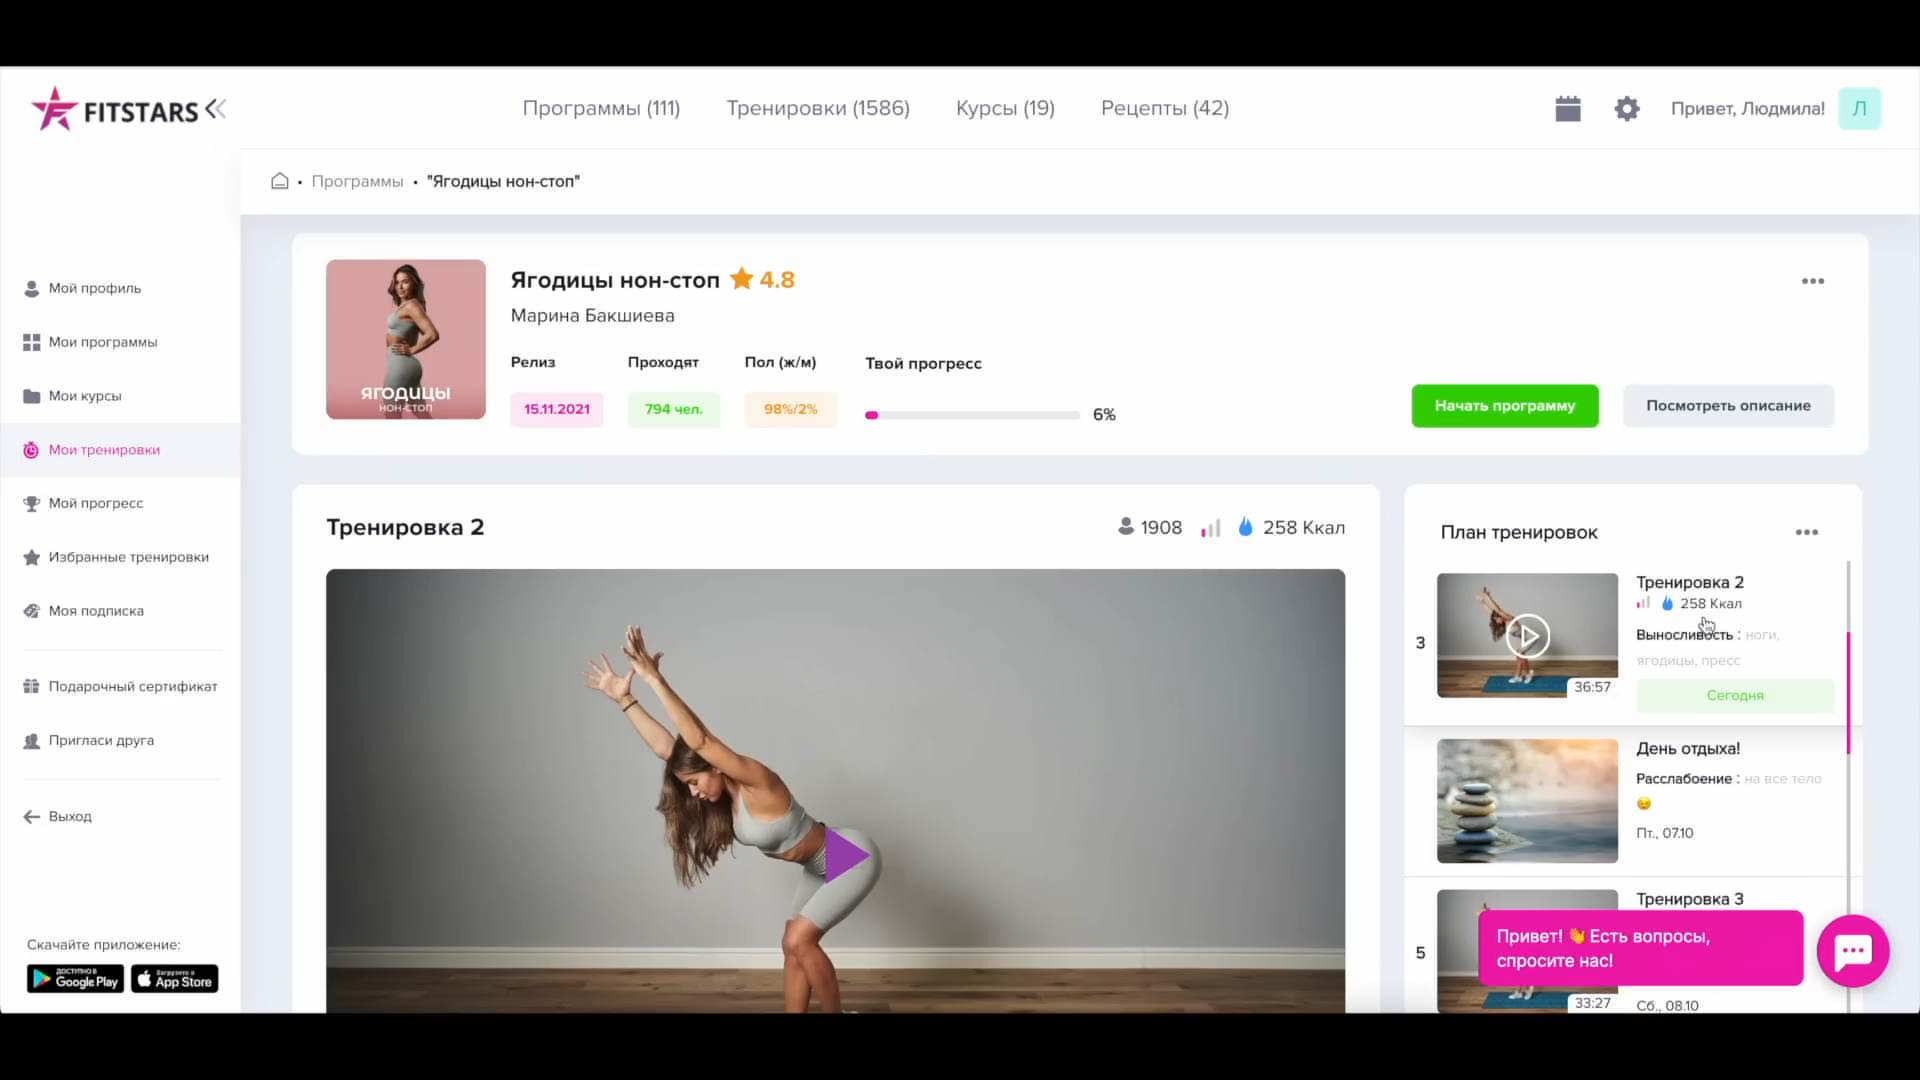 FITSTARS
Программы (111)
Тренировки (1586)
Курсы (19)
Рецепты (42)
Привет, Людмила!
Л
• Программы • "Ягодицы нон-стоп"
Мой профиль
Мои программы
Мои курсы
Мои тренировки
Мой прогресс
Избранные тренировки
Моя подписка
Подарочный сертификат
Пригласи друга
Выход
Скачайте приложение:
ДОСТУПНО В
Google Play
Загрузите в
App Store
ягодицы
нон-стоп
Ягодицы нон-стоп 4.8
Марина Бакшиева
Релиз
15.11.2021
Проходят
794 чел.
Пол (ж/м)
98%/2%
Твой прогресс
6%
Начать программу
Посмотреть описание
Тренировка 2
1908
258 Ккал
План тренировок
3
36:57
Тренировка 2
258 Ккал
Выносливость : ноги,
ягодицы, пресс
Сегодня
День отдыха!
Расслабоение : на все тело
Пт., 07.10
5
Тренировка 3
33:27
Сб., 08.10
Привет! 👋 Есть вопросы,
спросите нас!